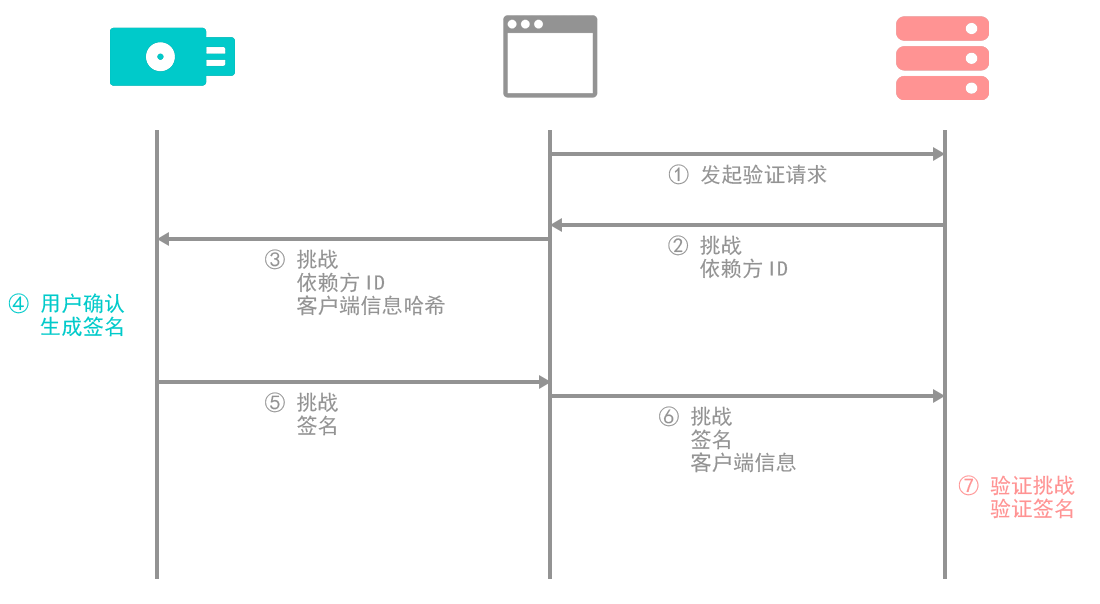 ① 发起验证请求
② 挑战
依赖方 ID
③ 挑战
依赖方 ID
客户端信息哈希
④ 用户确认
生成签名
⑤ 挑战
签名
⑥ 挑战
签名
客户端信息
⑦ 验证挑战
验证签名